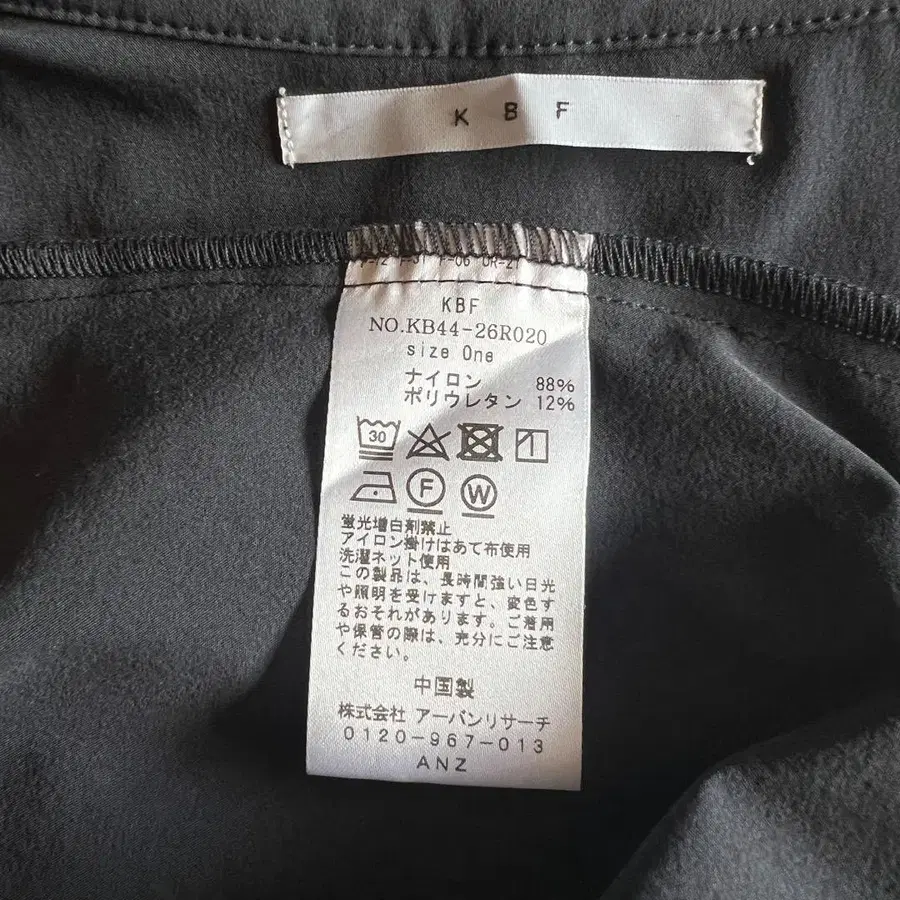 K B F
KBF
NO.KB44-26R020
size One
ナイロン 88%
ポリウレタン 12%
30
F W
蛍光増白剤禁止
アイロン掛けはあて布使用
洗濯ネット使用
この製品は、長時間強い日光
や照明を受けますと、変色す
るおそれがあります。ご着用
や保管の際は、充分にご注意
ください。
中国製
株式会社 アーバンリサーチ
0120-967-013
ANZ